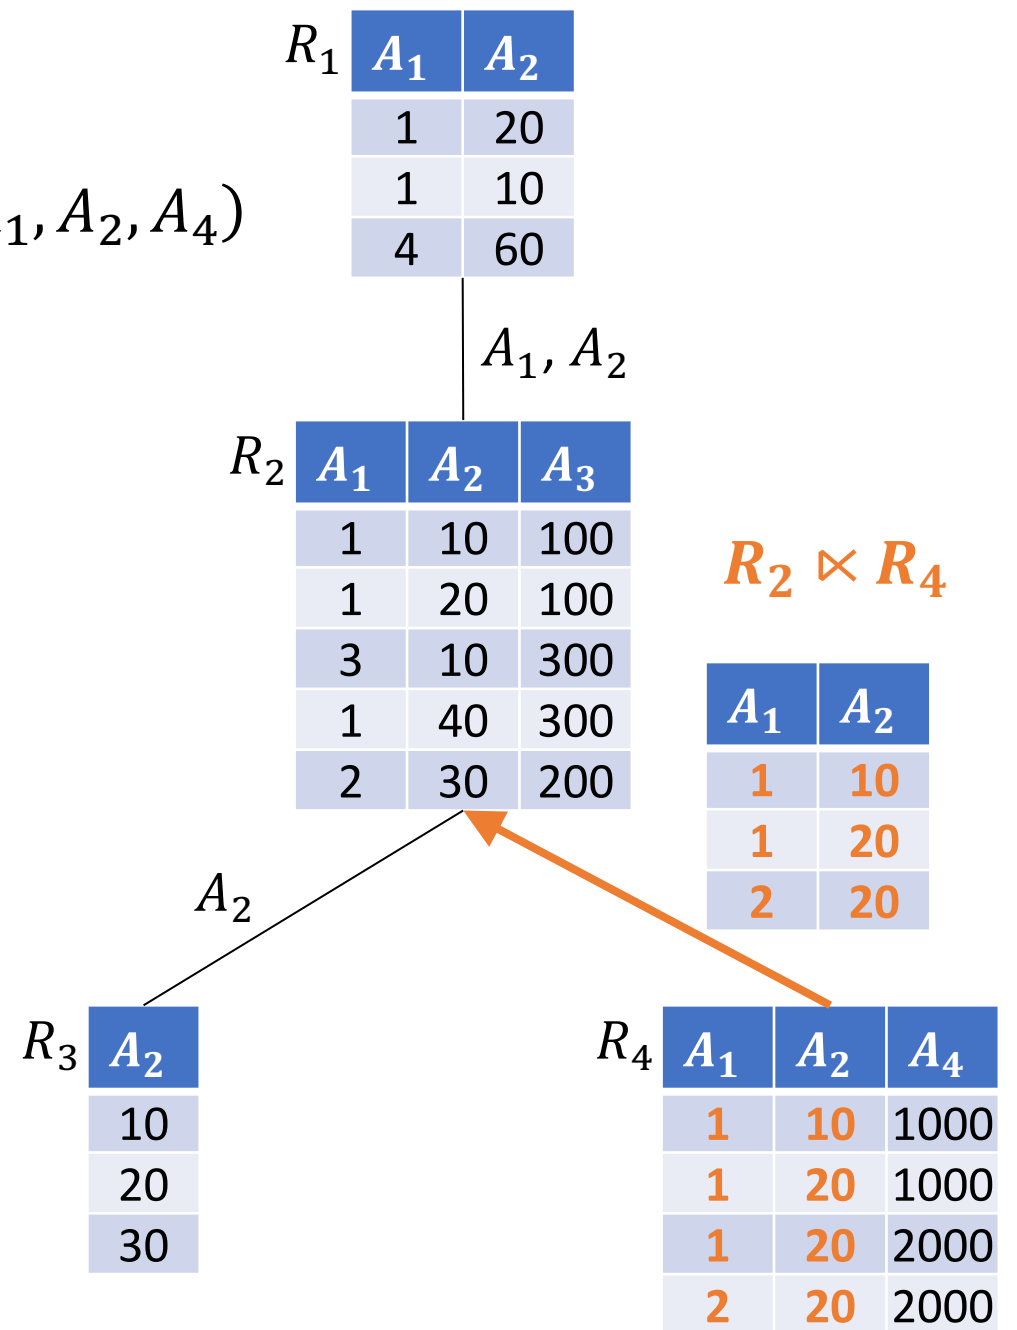 R₁ A₁ A₂
1 20
1 10
4 60
₁, A₂, A₄)
A₁, A₂
R₂ A₁ A₂ A₃
1 10 100
1 20 100
3 10 300
1 40 300
2 30 200
R₂ ⋉ R₄
A₁ A₂
1 10
1 20
2 20
A₂
R₃ A₂
10
20
30
R₄ A₁ A₂ A₄
1 10 1000
1 20 1000
1 20 2000
2 20 2000